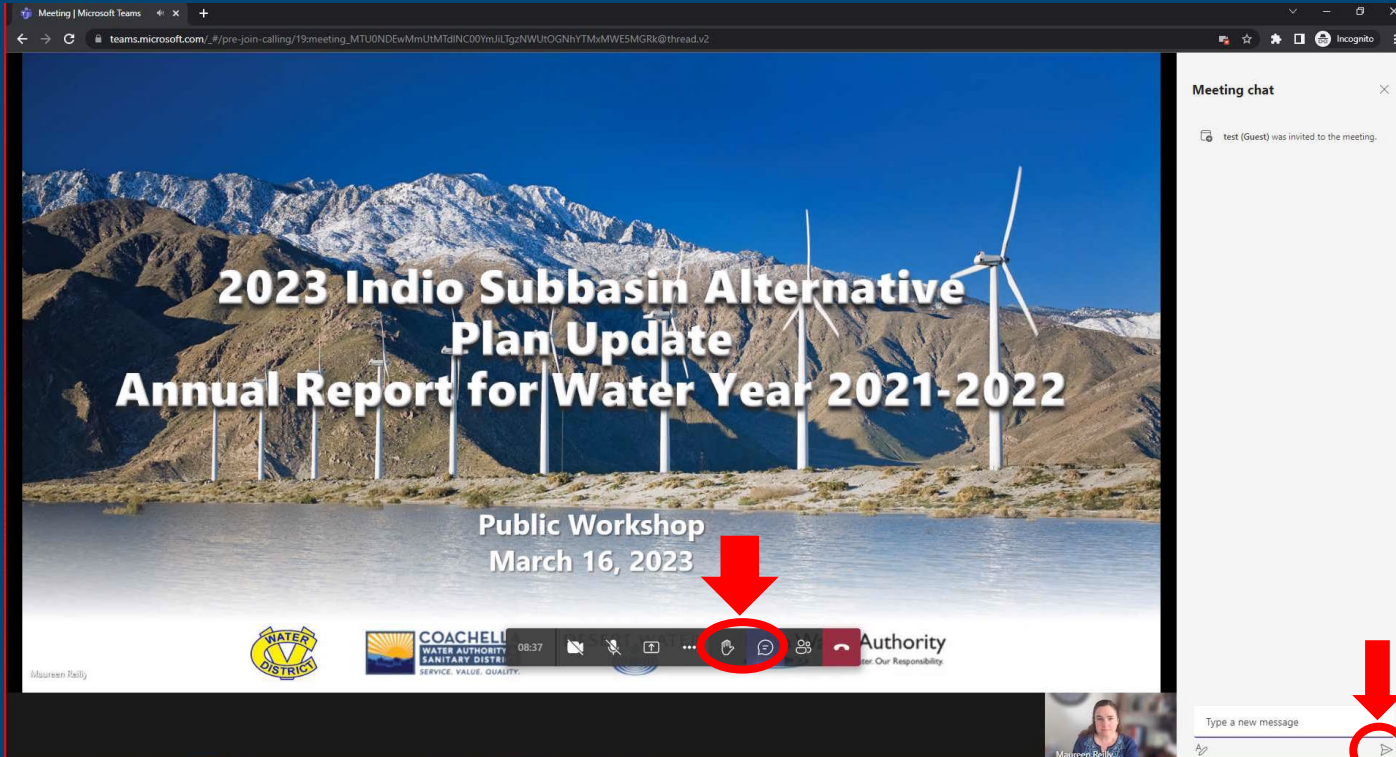 Meeting | Microsoft Teams
teams.microsoft.com/_#/pre-join-calling/19:meeting_MTU0NDEwMmUtMTdlNC00YmJiLTgzNWUtOGNhYTMxMWE5MGRk@thread.v2
Incognito
Meeting chat
test (Guest) was invited to the meeting.
2023 Indio Subbasin Alternative
Plan Update
Annual Report for Water Year 2021-2022
Public Workshop
March 16, 2023
WATER
DISTRICT
COACHELL
WATER AUTHORITY
SANITARY DISTRI
SERVICE. VALUE. QUALITY.
08:37
Authority
ter. Our Responsibility.
Maureen Reilly
Maureen Reilly
Type a new message